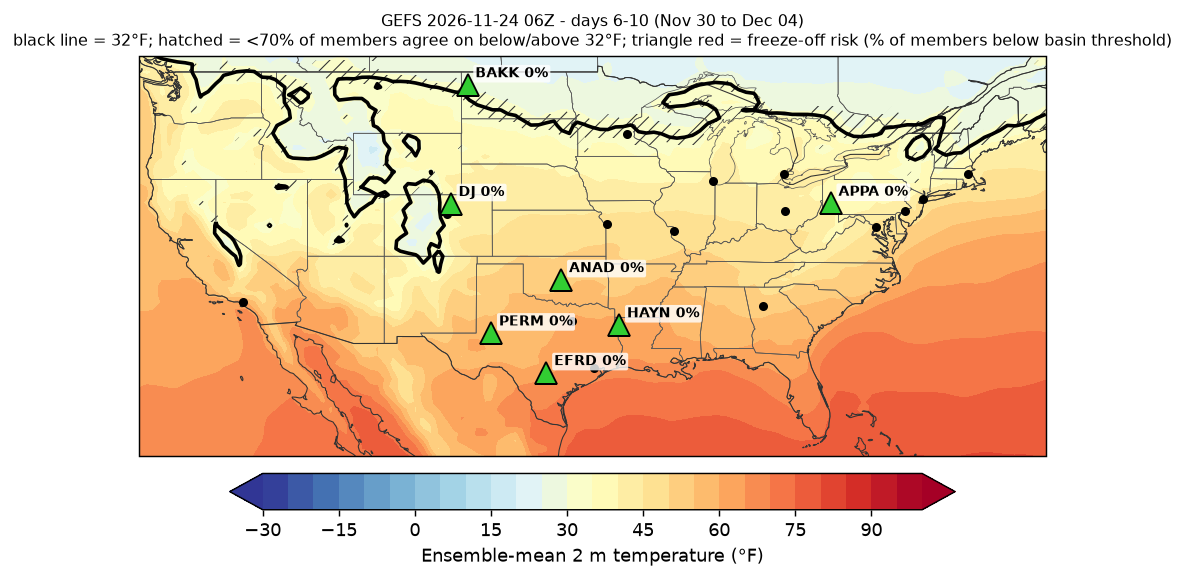 GEFS 2026-11-24 06Z - days 6-10 (Nov 30 to Dec 04)
black line = 32°F; hatched = <70% of members agree on below/above 32°F; triangle red = freeze-off risk (% of members below basin threshold)
BAKK 0%
DJ 0%
APPA 0%
ANAD 0%
HAYN 0%
PERM 0%
EFRD 0%
−30 −15 0 15 30 45 60 75 90
Ensemble-mean 2 m temperature (°F)